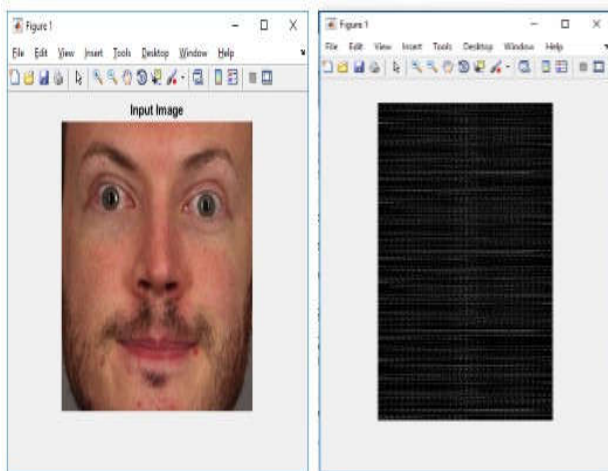 Figure 1
File Edit View Insert Tools Desktop Window Help
Input Image
Figure 1
File Edit View Insert Tools Desktop Window Help